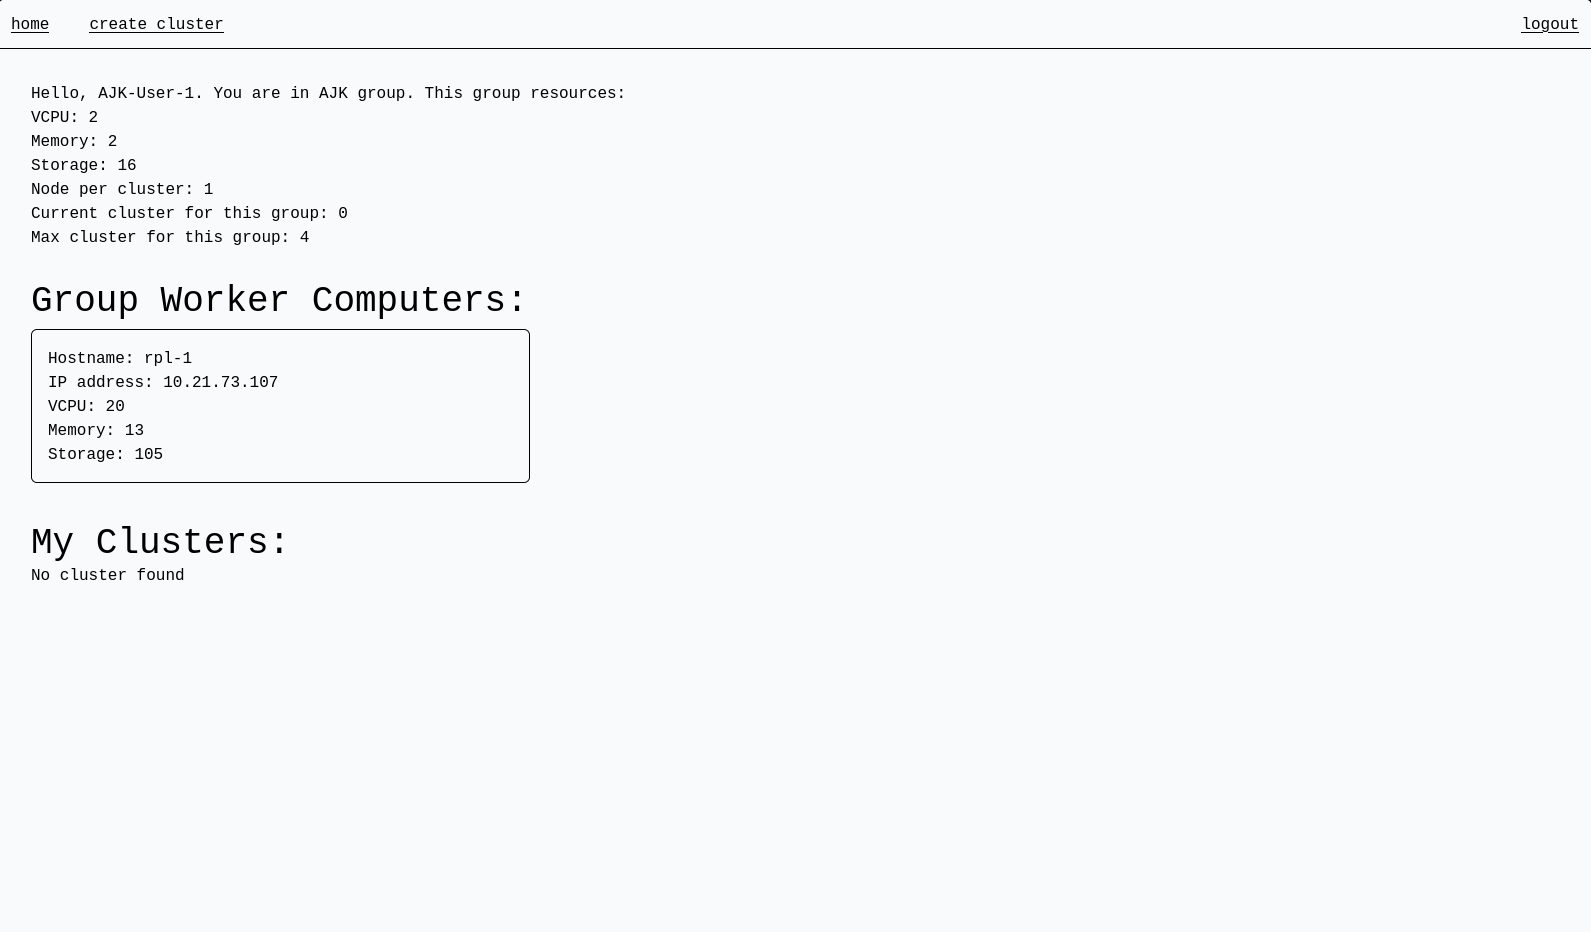 home create cluster logout
Hello, AJK-User-1. You are in AJK group. This group resources:
VCPU: 2
Memory: 2
Storage: 16
Node per cluster: 1
Current cluster for this group: 0
Max cluster for this group: 4
Group Worker Computers:
Hostname: rpl-1
IP address: 10.21.73.107
VCPU: 20
Memory: 13
Storage: 105
My Clusters:
No cluster found